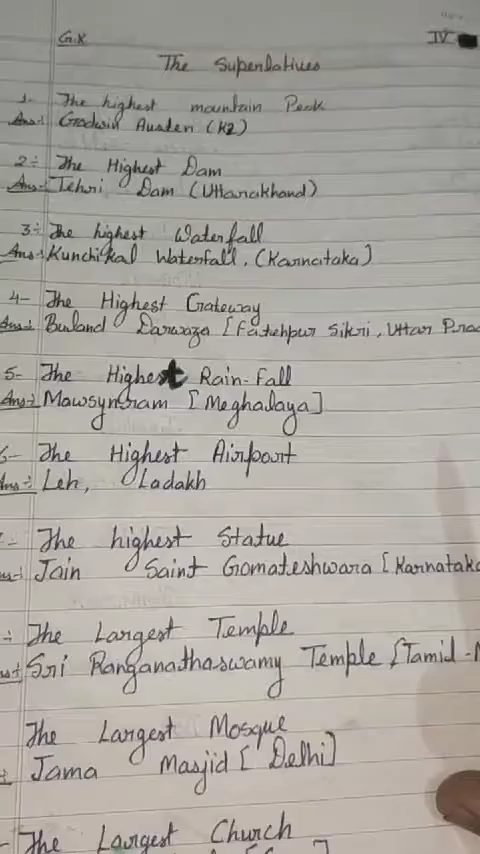 G.K IV
The Superlatives
1- The highest mountain Peak
Ans:- Godwin Austen (K2)
2:- The Highest Dam
Ans:- Tehri Dam (Uttarakhand)
3:- The highest Waterfall
Ans:- Kunchikal Waterfall, (Karnataka)
4- The Highest Gateway
Ans:- Buland Darwaza [Fatehpur Sikri, Uttar Prad
5- The Highest Rain-Fall
Ans:- Mawsynram [Meghalaya]
6- The Highest Airport
Ans:- Leh, Ladakh
:- The highest Statue
Ans:- Jain Saint Gomateshwara [Karnataka
:- The Largest Temple
Ans:- Sri Ranganathaswamy Temple [Tamil-N
The Largest Mosque
:- Jama Masjid [Delhi]
- The Largest Church